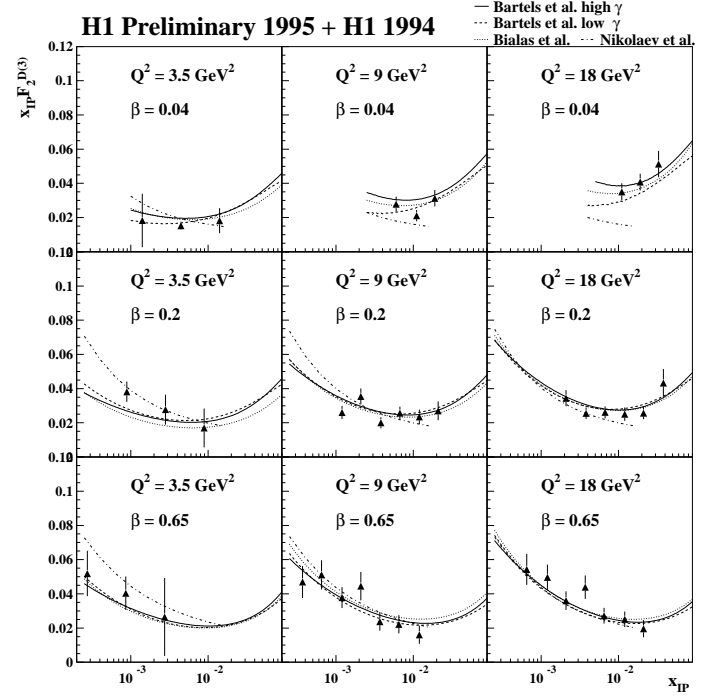 H1 Preliminary 1995 + H1 1994
Bartels et al. high γ
Bartels et al. low γ
Bialas et al. Nikolaev et al.
x_IP F_2^D(3)
0.12
0.1
0.08
0.06
0.04
0.02
Q² = 3.5 GeV²
β = 0.04
Q² = 9 GeV²
β = 0.04
Q² = 18 GeV²
β = 0.04
0.1
0.08
0.06
0.04
0.02
Q² = 3.5 GeV²
β = 0.2
Q² = 9 GeV²
β = 0.2
Q² = 18 GeV²
β = 0.2
0.1
0.08
0.06
0.04
0.02
0
Q² = 3.5 GeV²
β = 0.65
Q² = 9 GeV²
β = 0.65
Q² = 18 GeV²
β = 0.65
10⁻³ 10⁻² 10⁻³ 10⁻² 10⁻³ 10⁻²
x_IP